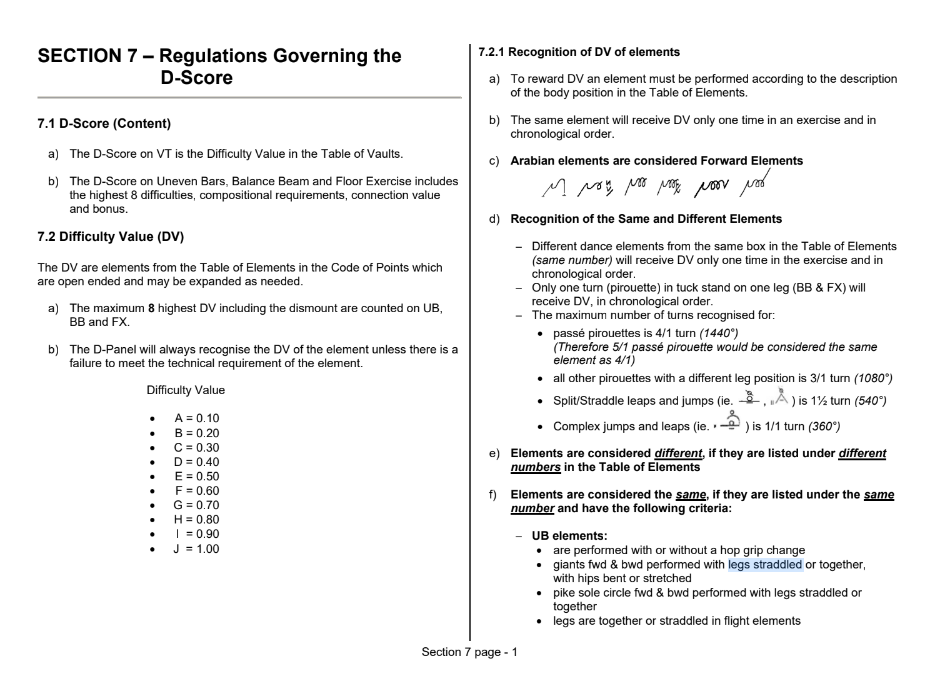 SECTION 7 – Regulations Governing the
D-Score
7.1 D-Score (Content)
a) The D-Score on VT is the Difficulty Value in the Table of Vaults.
b) The D-Score on Uneven Bars, Balance Beam and Floor Exercise includes
the highest 8 difficulties, compositional requirements, connection value
and bonus.
7.2 Difficulty Value (DV)
The DV are elements from the Table of Elements in the Code of Points which
are open ended and may be expanded as needed.
a) The maximum 8 highest DV including the dismount are counted on UB,
BB and FX.
b) The D-Panel will always recognise the DV of the element unless there is a
failure to meet the technical requirement of the element.
Difficulty Value
• A = 0.10
• B = 0.20
• C = 0.30
• D = 0.40
• E = 0.50
• F = 0.60
• G = 0.70
• H = 0.80
• I = 0.90
• J = 1.00
7.2.1 Recognition of DV of elements
a) To reward DV an element must be performed according to the description
of the body position in the Table of Elements.
b) The same element will receive DV only one time in an exercise and in
chronological order.
c) Arabian elements are considered Forward Elements
d) Recognition of the Same and Different Elements
– Different dance elements from the same box in the Table of Elements
(same number) will receive DV only one time in the exercise and in
chronological order.
– Only one turn (pirouette) in tuck stand on one leg (BB & FX) will
receive DV, in chronological order.
– The maximum number of turns recognised for:
• passé pirouettes is 4/1 turn (1440°)
(Therefore 5/1 passé pirouette would be considered the same
element as 4/1)
• all other pirouettes with a different leg position is 3/1 turn (1080°)
• Split/Straddle leaps and jumps (ie. , ) is 1½ turn (540°)
• Complex jumps and leaps (ie. ) is 1/1 turn (360°)
e) Elements are considered different, if they are listed under different
numbers in the Table of Elements
f) Elements are considered the same, if they are listed under the same
number and have the following criteria:
– UB elements:
• are performed with or without a hop grip change
• giants fwd & bwd performed with legs straddled or together,
with hips bent or stretched
• pike sole circle fwd & bwd performed with legs straddled or
together
• legs are together or straddled in flight elements
Section 7 page - 1